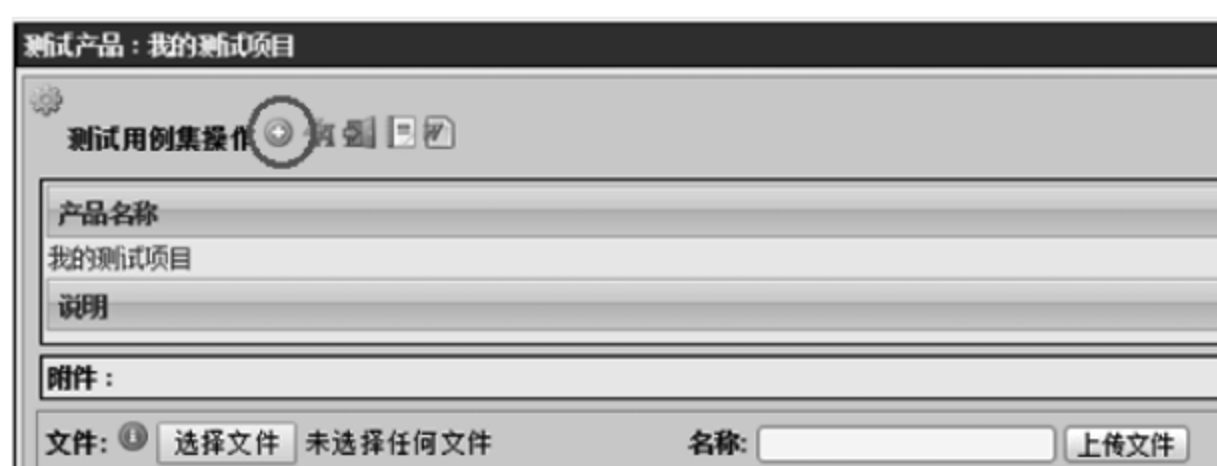 测试产品：我的测试项目
测试用例集操作
产品名称
我的测试项目
说明
附件：
文件: 选择文件 未选择任何文件 名称: 上传文件